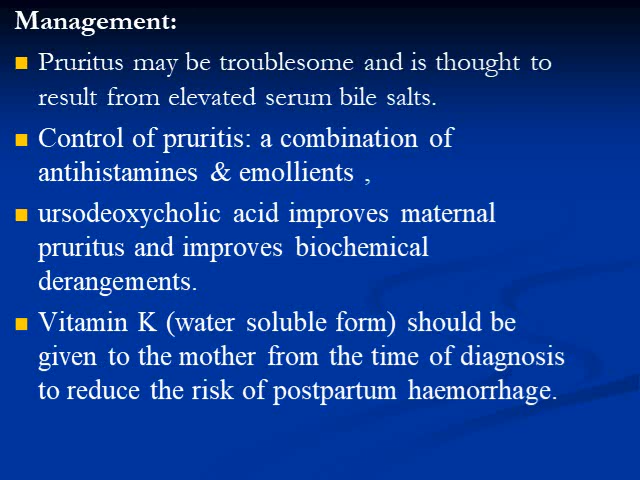 Management:
Pruritus may be troublesome and is thought to
result from elevated serum bile salts.
Control of pruritis: a combination of
antihistamines & emollients ,
ursodeoxycholic acid improves maternal
pruritus and improves biochemical
derangements.
Vitamin K (water soluble form) should be
given to the mother from the time of diagnosis
to reduce the risk of postpartum haemorrhage.